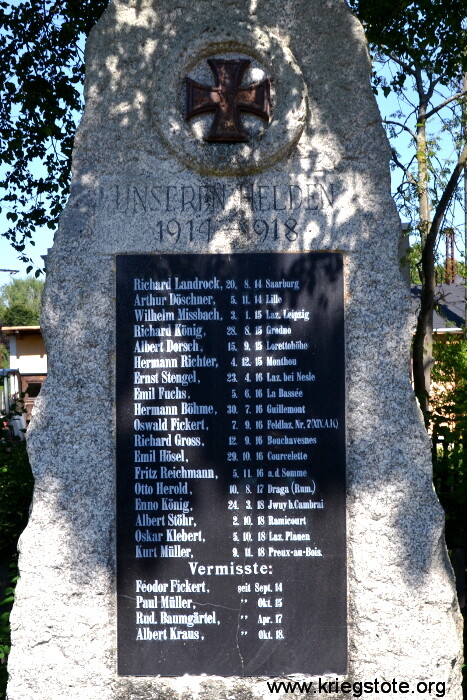 UNSEREN HELDEN
1914-1918
Richard Landrock, 20. 8. 14 Saarburg
Arthur Döschner, 5. 11. 14 Lille
Wilhelm Missbach, 3. 1. 15 Laz. Leipzig
Richard König, 28. 8. 15 Grodno
Albert Dorsch, 15. 9. 15 Lorettohöhe
Hermann Richter, 4. 12. 15 Monthou
Ernst Stengel, 23. 4. 16 Laz. bei Nesle
Emil Fuchs, 5. 6. 16 La Bassée
Hermann Böhme, 30. 7. 16 Guillemont
Oswald Fickert, 7. 9. 16 Feldlaz. Nr. 7(XIX.A.K)
Richard Gross, 12. 9. 16 Bouchavesnes
Emil Hösel, 29. 10. 16 Courcelette
Fritz Reichmann, 5. 11. 16 a. d. Somme
Otto Herold, 10. 8. 17 Draga (Rum.)
Enno König, 24. 3. 18 Jwuy b. Cambrai
Albert Stöhr, 2. 10. 18 Ramicourt
Oskar Klebert, 5. 10. 18 Laz. Plauen
Kurt Müller, 9. 11. 18 Preux-au-Bois.
Vermisste:
Feodor Fickert, seit Sept. 14
Paul Müller, ,, Okt. 15
Rud. Baumgärtel, ,, Apr. 17
Albert Kraus, ,, Okt. 18.
www.kriegstote.org